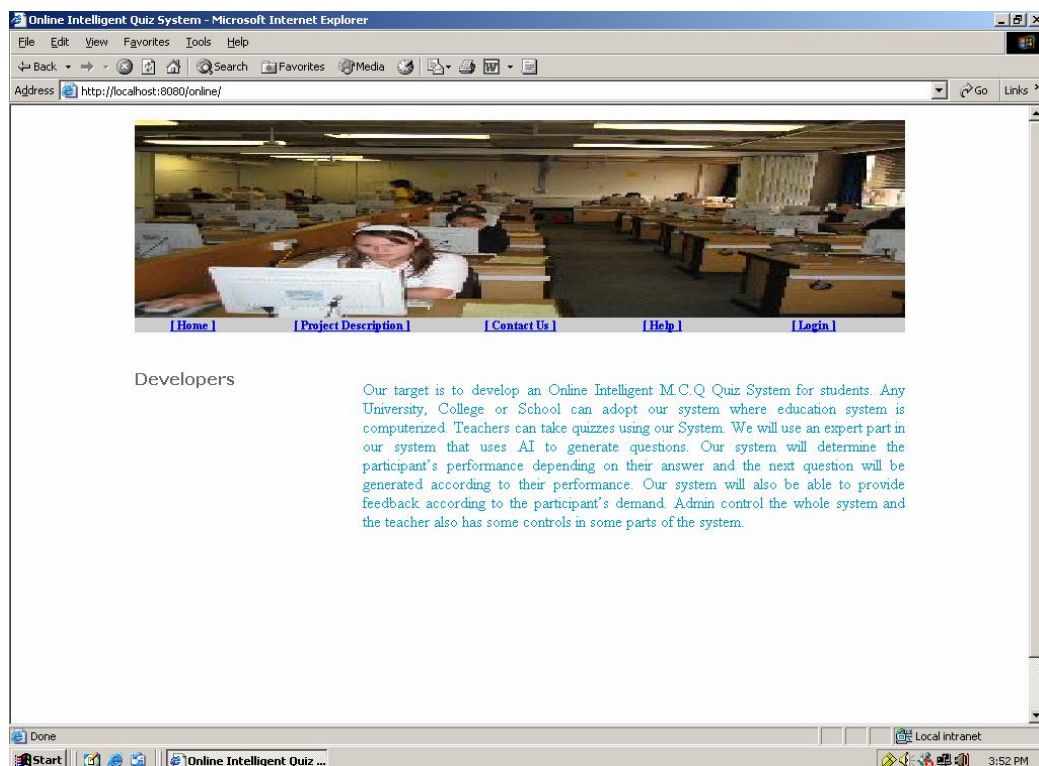 Online Intelligent Quiz System - Microsoft Internet Explorer
File Edit View Favorites Tools Help
Back Search Favorites Media
Address http://localhost:8080/online/ Go Links
[ Home ] [ Project Description ] [ Contact Us ] [ Help ] [ Login ]
Developers
Our target is to develop an Online Intelligent M.C.Q Quiz System for students. Any
University, College or School can adopt our system where education system is
computerized. Teachers can take quizzes using our System. We will use an expert part in
our system that uses AI to generate questions. Our system will determine the
participant's performance depending on their answer and the next question will be
generated according to their performance. Our system will also be able to provide
feedback according to the participant's demand. Admin control the whole system and
the teacher also has some controls in some parts of the system.
Done Local intranet
Start Online Intelligent Quiz ... 3:52 PM